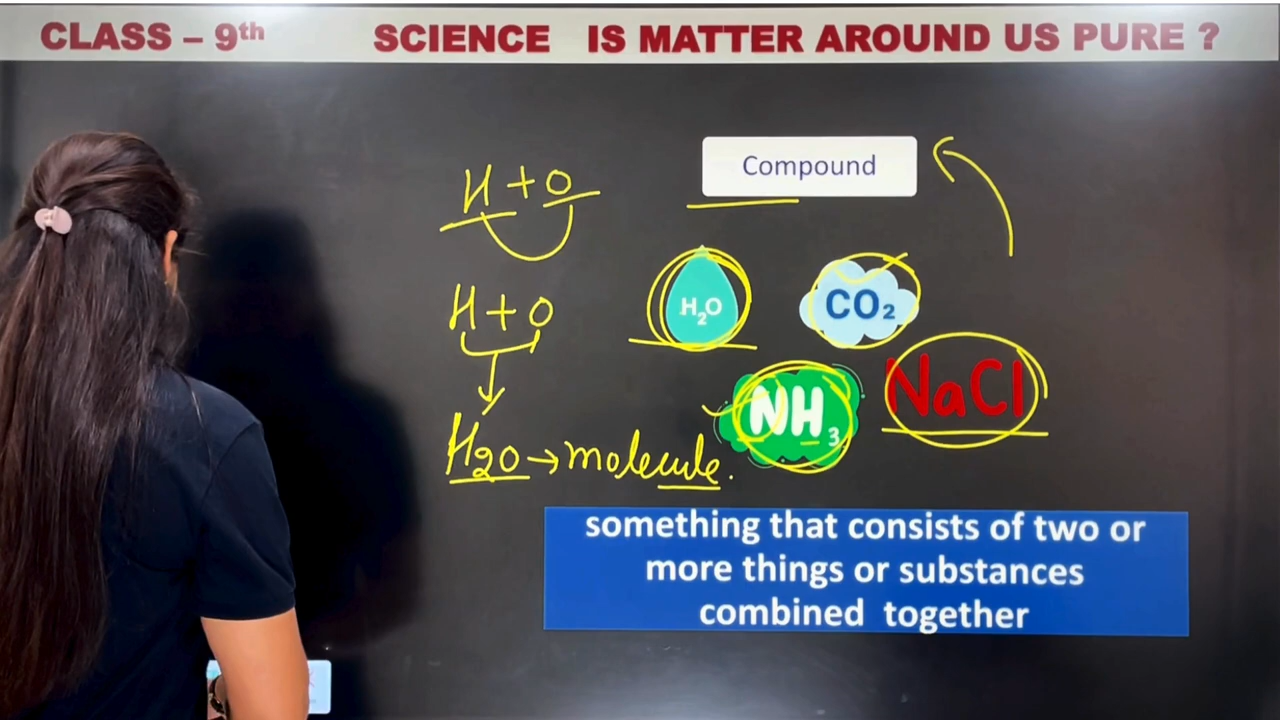 CLASS – 9th SCIENCE IS MATTER AROUND US PURE ?
H + O
Compound
H + O
H₂O
CO₂
NaCl
NH₃
H2O → molecule.
something that consists of two or
more things or substances
combined together